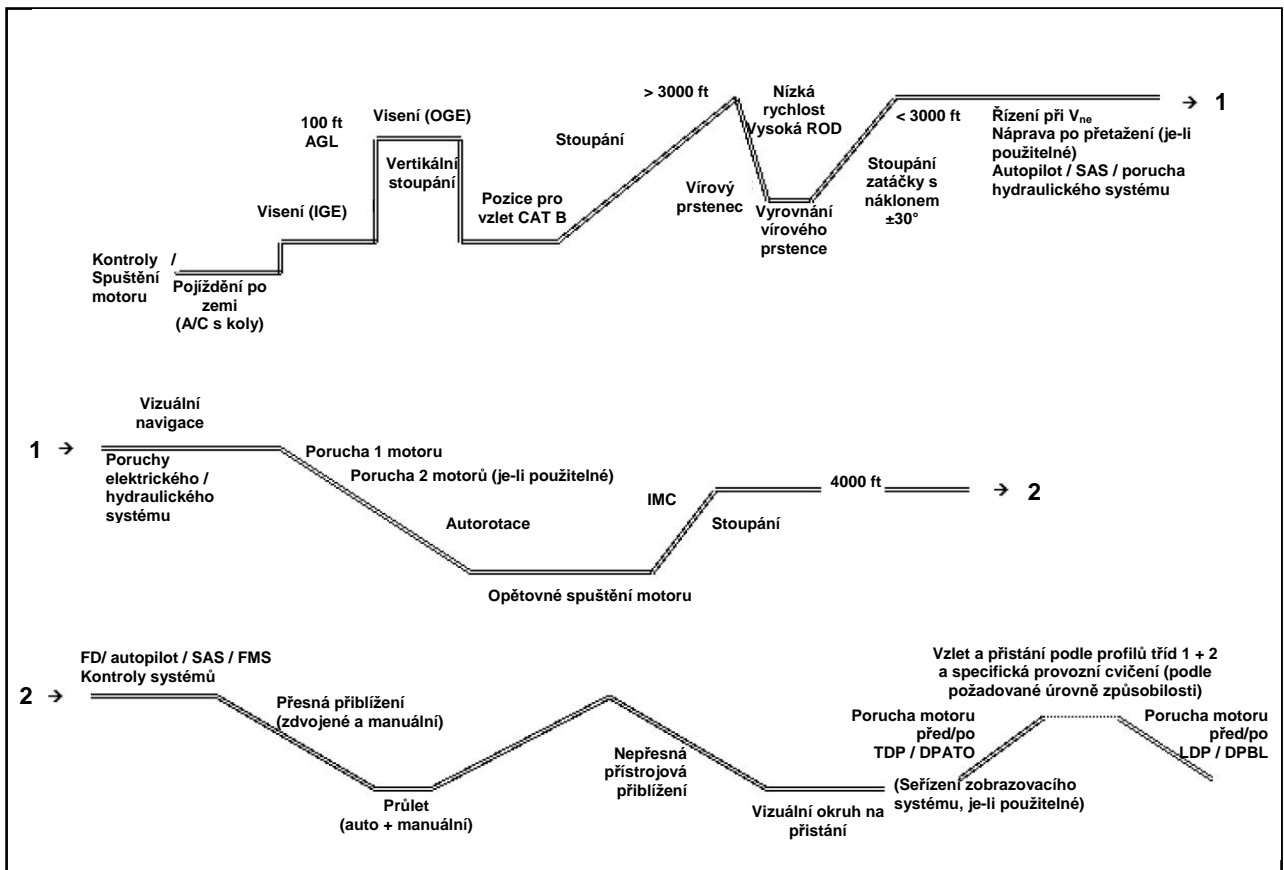 Kontroly /
Spuštění
motoru
Pojíždění po
zemi
(A/C s koly)
Visení (IGE)
100 ft
AGL
Visení (OGE)
Vertikální
stoupání
Pozice pro
vzlet CAT B
Stoupání
> 3000 ft
Vírový
prstenec
Nízká
rychlost
Vysoká ROD
Vyrovnání
vírového
prstence
Stoupání
zatáčky s
náklonem
±30°
< 3000 ft
Řízení při Vne
Náprava po přetažení (je-li
použitelné)
Autopilot / SAS / porucha
hydraulického systému
→ 1
1 →
Vizuální
navigace
Poruchy
elektrického /
hydraulického
systému
Porucha 1 motoru
Porucha 2 motorů (je-li použitelné)
Autorotace
Opětovné spuštění motoru
IMC
Stoupání
4000 ft
→ 2
2 →
FD/ autopilot / SAS / FMS
Kontroly systémů
Přesná přiblížení
(zdvojené a manuální)
Průlet
(auto + manuální)
Nepřesná
přístrojová
přiblížení
Vizuální okruh na
přistání
Vzlet a přistání podle profilů tříd 1 + 2
a specifická provozní cvičení (podle
požadované úrovně způsobilosti)
Porucha motoru
před/po
TDP / DPATO
Porucha motoru
před/po
LDP / DPBL
(Seřízení zobrazovacího
systému, je-li použitelné)